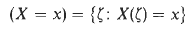 (X = x) = {ζ: X(ζ) = x}